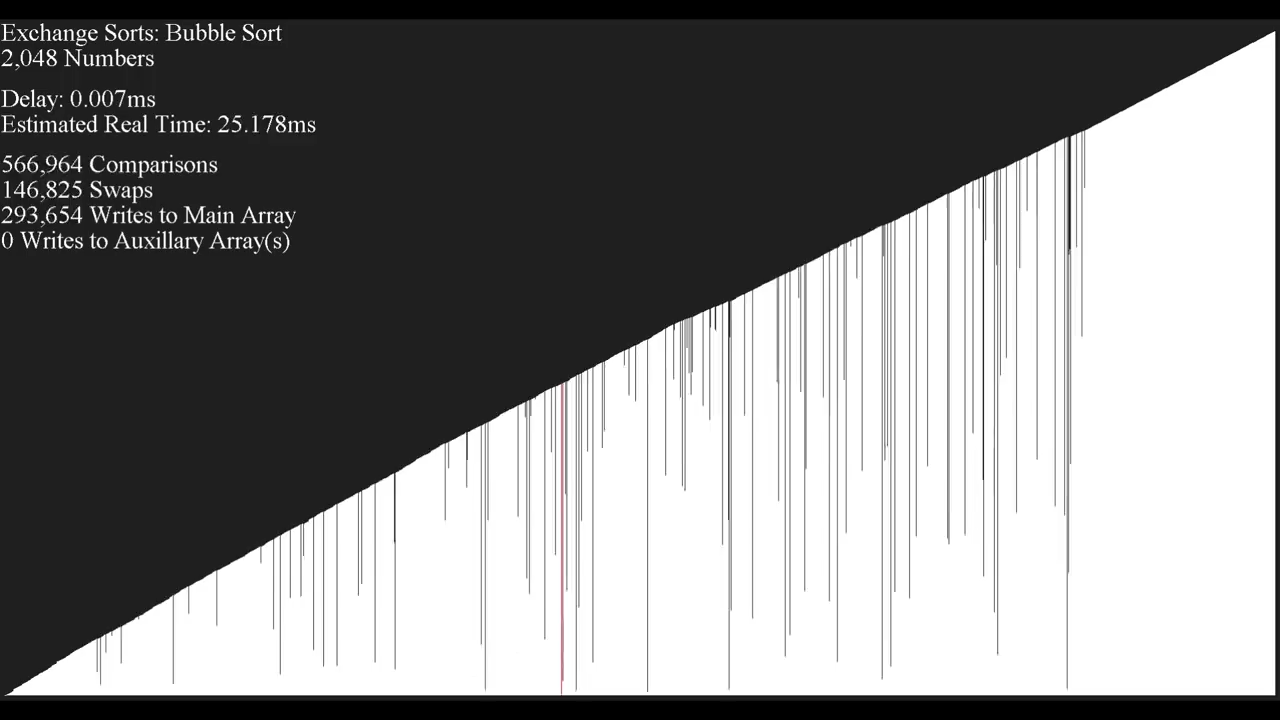 Exchange Sorts: Bubble Sort
2,048 Numbers
Delay: 0.007ms
Estimated Real Time: 25.178ms
566,964 Comparisons
146,825 Swaps
293,654 Writes to Main Array
0 Writes to Auxillary Array(s)